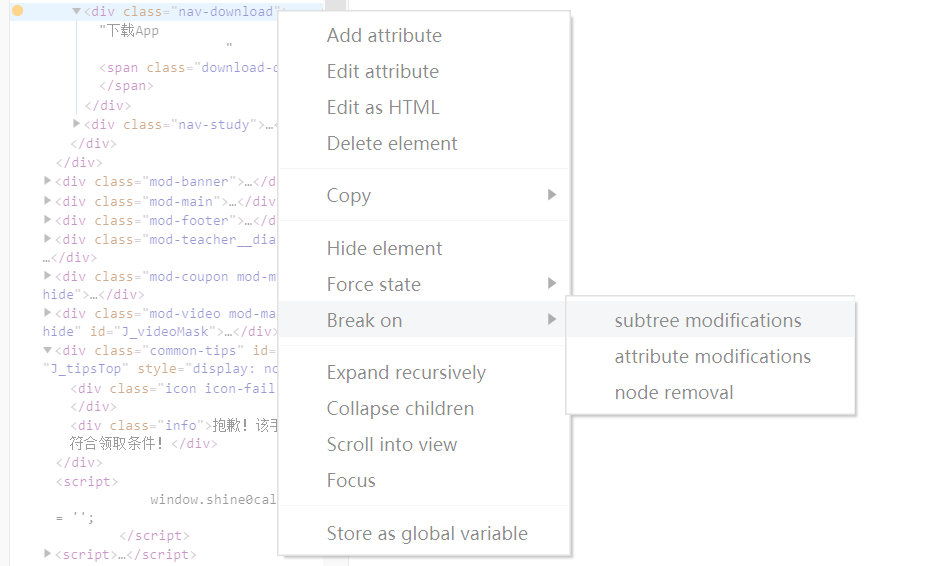 <div class="nav-download">
"下载App
"
<span class="download-
</span>
</div>
<div class="nav-study">…
</div>
</div>
<div class="mod-banner">…</d
<div class="mod-main">…</div
<div class="mod-footer">…</d
<div class="mod-teacher__dia
…</div>
<div class="mod-coupon mod-m
hide">…</div>
<div class="mod-video mod-ma
hide" id="J_videoMask">…</div>
<div class="common-tips" id=
"J_tipsTop" style="display: no
<div class="icon icon-fail
</div>
<div class="info">抱歉！该手
符合领取条件！</div>
</div>
<script>
window.shine0cal
= '';
</script>
<script>…</script>
Add attribute
Edit attribute
Edit as HTML
Delete element
Copy
Hide element
Force state
Break on
Expand recursively
Collapse children
Scroll into view
Focus
Store as global variable
subtree modifications
attribute modifications
node removal